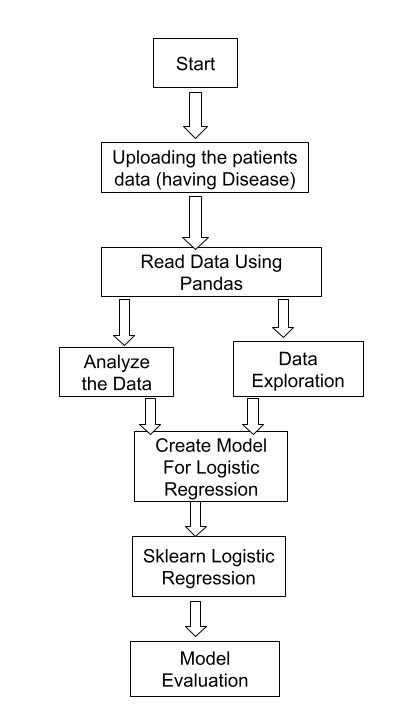 Start
Uploading the patients
data (having Disease)
Read Data Using
Pandas
Analyze
the Data
Data
Exploration
Create Model
For Logistic
Regression
Sklearn Logistic
Regression
Model
Evaluation